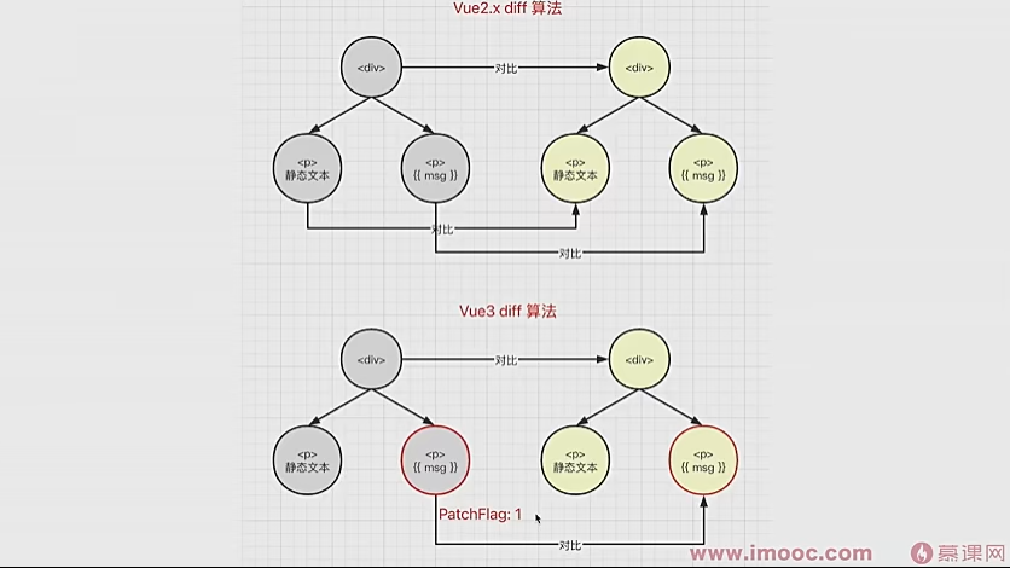 Vue2.x diff 算法
<div>
对比
<div>
<p>
静态文本
<p>
{{ msg }}
<p>
静态文本
<p>
{{ msg }}
对比
对比
Vue3 diff 算法
<div>
对比
<div>
<p>
静态文本
<p>
{{ msg }}
<p>
静态文本
<p>
{{ msg }}
PatchFlag: 1
对比
www.imooc.com
慕课网